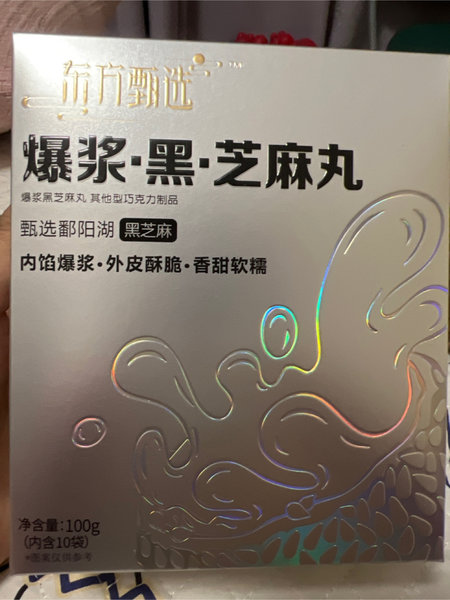 东方甄选™
爆浆·黑·芝麻丸
爆浆黑芝麻丸 其他型巧克力制品
甄选鄱阳湖 黑芝麻
内馅爆浆·外皮酥脆·香甜软糯
净含量:100g
(内含10袋)
*图案仅供参考